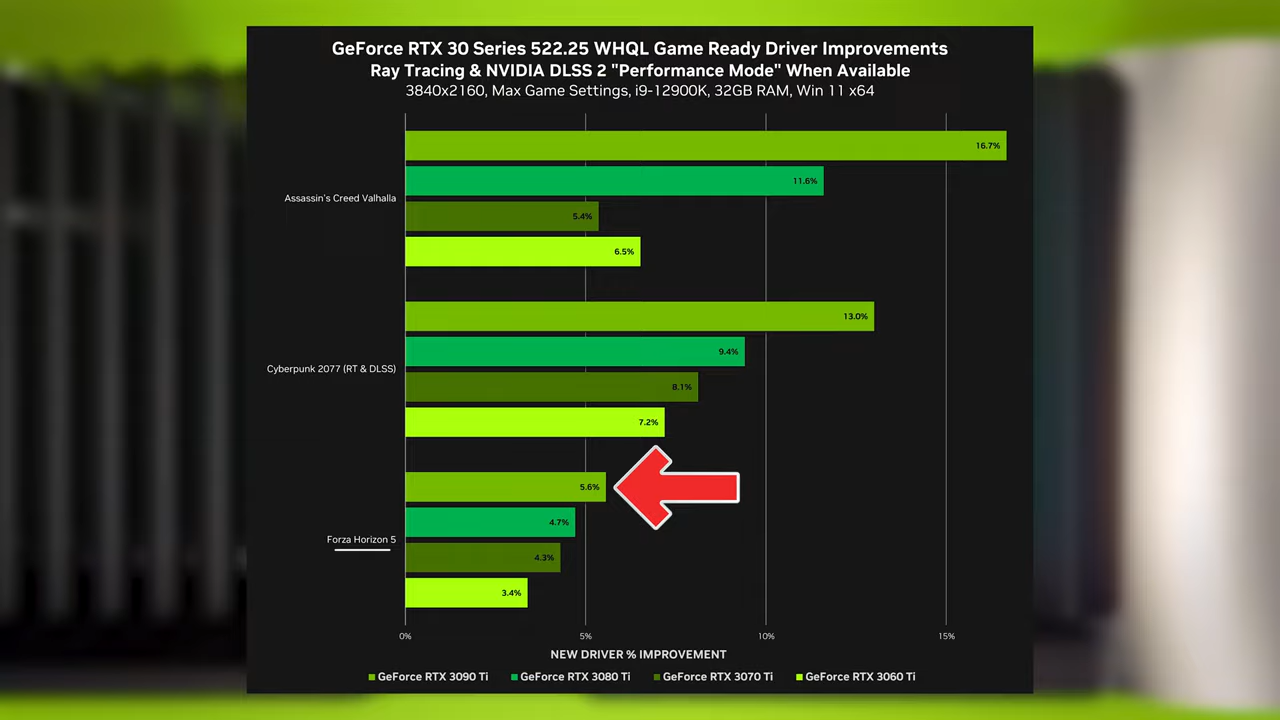 GeForce RTX 30 Series 522.25 WHQL Game Ready Driver Improvements
Ray Tracing & NVIDIA DLSS 2 "Performance Mode" When Available
3840x2160, Max Game Settings, i9-12900K, 32GB RAM, Win 11 x64
16.7%
11.6%
Assassin's Creed Valhalla
5.4%
6.5%
13.0%
9.4%
Cyberpunk 2077 (RT & DLSS)
8.1%
7.2%
5.6%
4.7%
Forza Horizon 5
4.3%
3.4%
0% 5% 10% 15%
NEW DRIVER % IMPROVEMENT
GeForce RTX 3090 Ti GeForce RTX 3080 Ti GeForce RTX 3070 Ti GeForce RTX 3060 Ti